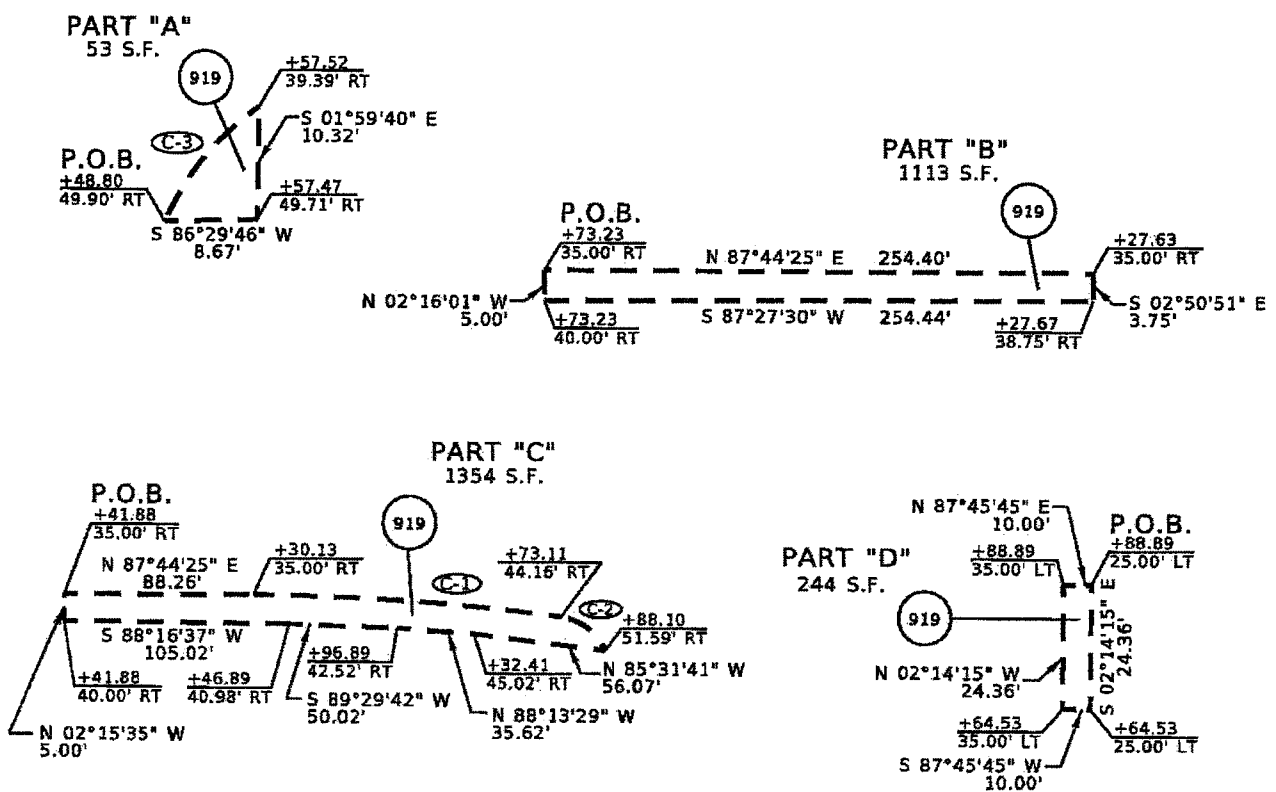 PART "A"
53 S.F.
919
+57.52
39.39' RT
S 01°59'40" E
10.32'
C-3
P.O.B.
+48.80
49.90' RT
+57.47
49.71' RT
S 86°29'46" W
8.67'
PART "B"
1113 S.F.
919
P.O.B.
+73.23
35.00' RT
N 87°44'25" E 254.40'
+27.63
35.00' RT
N 02°16'01" W
5.00'
S 02°50'51" E
3.75'
+73.23
40.00' RT
S 87°27'30" W 254.44'
+27.67
38.75' RT
PART "C"
1354 S.F.
919
P.O.B.
+41.88
35.00' RT
N 87°44'25" E
88.26'
+30.13
35.00' RT
C-1
+73.11
44.16' RT
C-2
+88.10
51.59' RT
S 88°16'37" W
105.02'
+41.88
40.00' RT
+46.89
40.98' RT
+96.89
42.52' RT
+32.41
45.02' RT
N 85°31'41" W
56.07'
S 89°29'42" W
50.02'
N 88°13'29" W
35.62'
N 02°15'35" W
5.00'
PART "D"
244 S.F.
919
N 87°45'45" E
10.00'
P.O.B.
+88.89
25.00' LT
+88.89
35.00' LT
S 02°14'15" E
24.36'
N 02°14'15" W
24.36'
+64.53
35.00' LT
+64.53
25.00' LT
S 87°45'45" W
10.00'